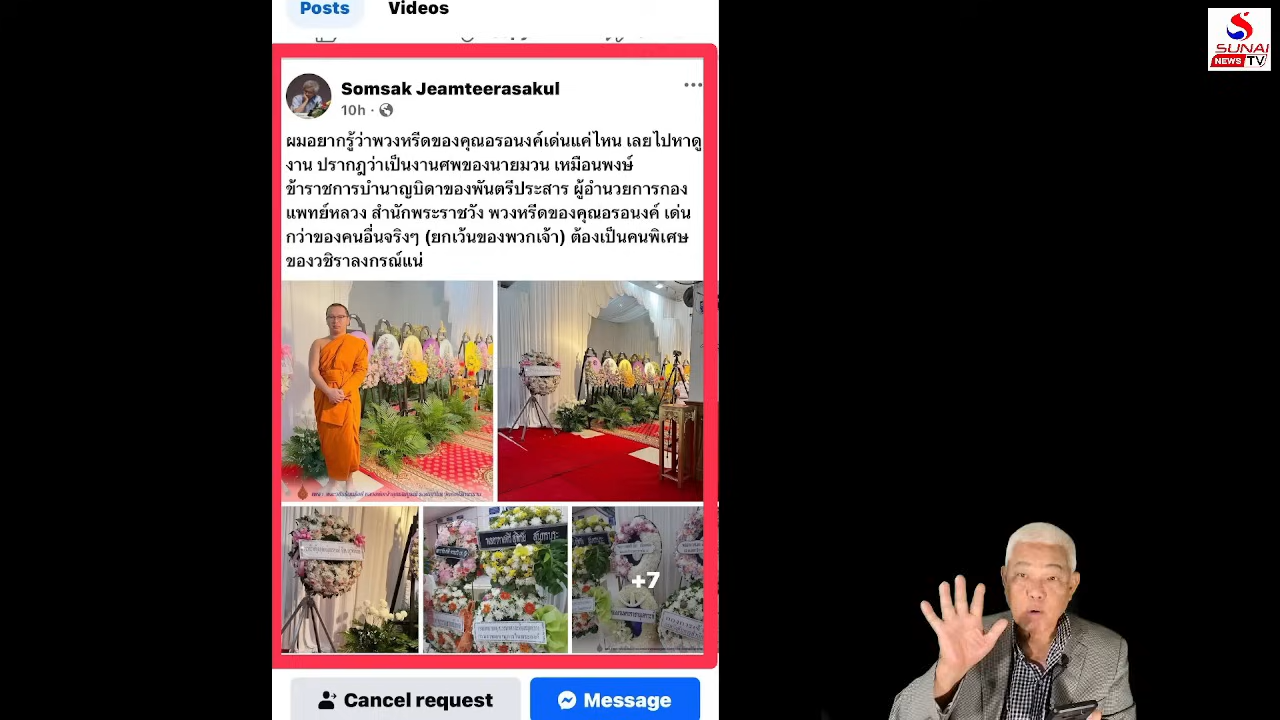 Posts Videos
SUNAI
NEWS TV
Somsak Jeamteerasakul
10h
ผมอยากรู้ว่าพวงหรีดของคุณอรอนงค์เด่นแค่ไหน เลยไปหาดู
งาน ปรากฎว่าเป็นงานศพของนายมวน เหมือนพงษ์
ข้าราชการบำนาญบิดาของพันตรีประสาร ผู้อำนวยการกอง
แพทย์หลวง สำนักพระราชวัง พวงหรีดของคุณอรอนงค์ เด่น
กว่าของคนอื่นจริงๆ (ยกเว้นของพวกเจ้า) ต้องเป็นคนพิเศษ
ของวชิราลงกรณ์แน่
+7
Cancel request Message